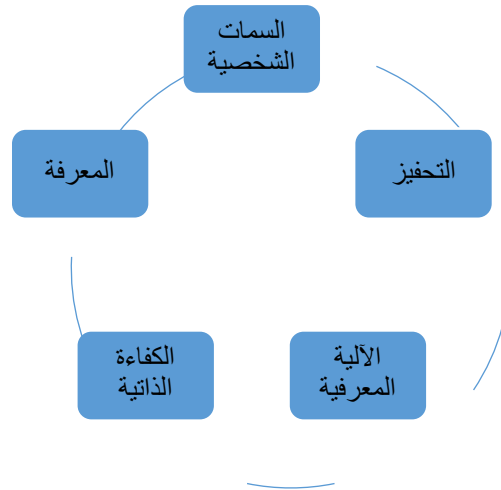 السمات
الشخصية
التحفيز
الآلية
المعرفية
الكفاءة
الذاتية
المعرفة